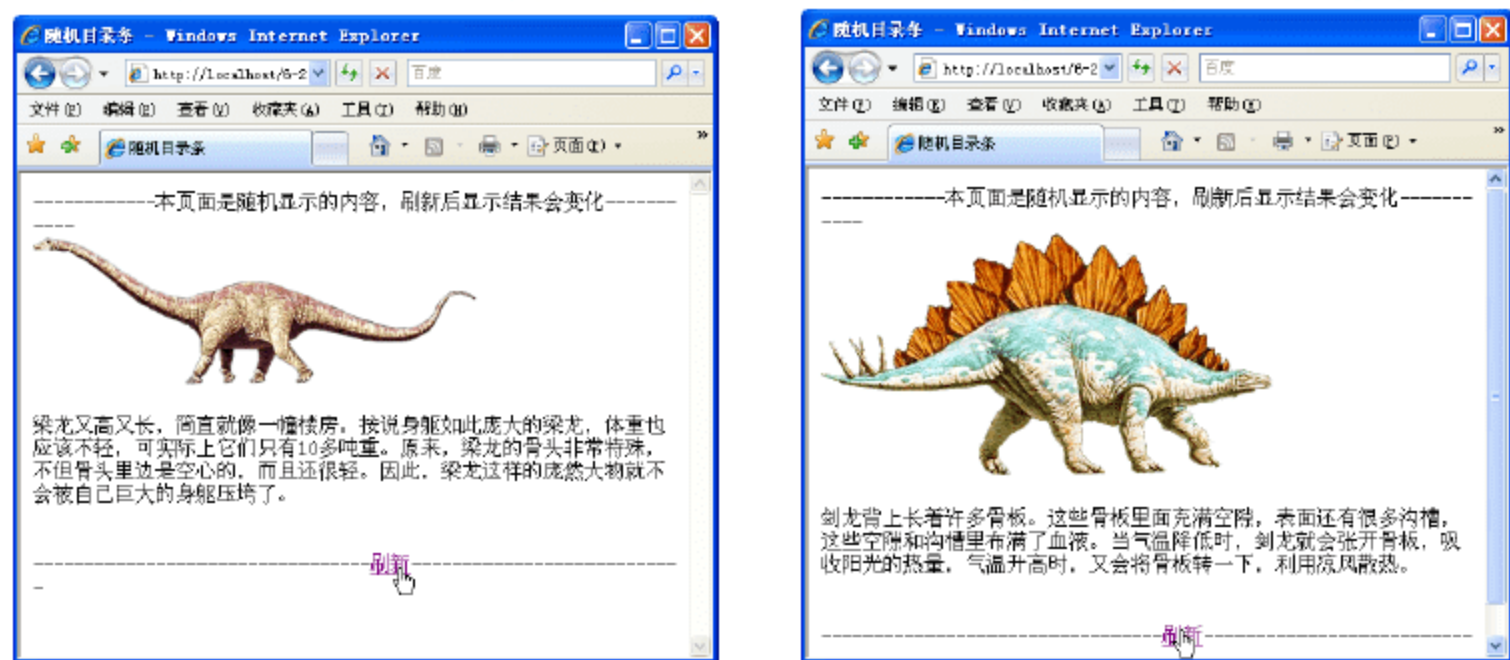 随机目录条 - Windows Internet Explorer
http://localhost/6-2
百度
文件(F) 编辑(E) 查看(V) 收藏夹(A) 工具(T) 帮助(H)
随机目录条
页面(P)
------------本页面是随机显示的内容，刷新后显示结果会变化-------
----
梁龙又高又长，简直就像一幢楼房。按说身躯如此庞大的梁龙，体重也
应该不轻，可实际上它们只有10多吨重。原来，梁龙的骨头非常特殊，
不但骨头里边是空心的，而且还很轻。因此，梁龙这样的庞然大物就不
会被自己巨大的身躯压垮了。
---------------------------------刷新--------------------------
-
随机目录条 - Windows Internet Explorer
http://localhost/6-2
百度
文件(F) 编辑(E) 查看(V) 收藏夹(A) 工具(T) 帮助(H)
随机目录条
页面(P)
------------本页面是随机显示的内容，刷新后显示结果会变化-------
----
剑龙背上长着许多骨板。这些骨板里面充满空隙，表面还有很多沟槽，
这些空隙和沟槽里布满了血液。当气温降低时，剑龙就会张开骨板，吸
收阳光的热量，气温升高时，又会将骨板转一下，利用凉风散热。
---------------------------------刷新--------------------------